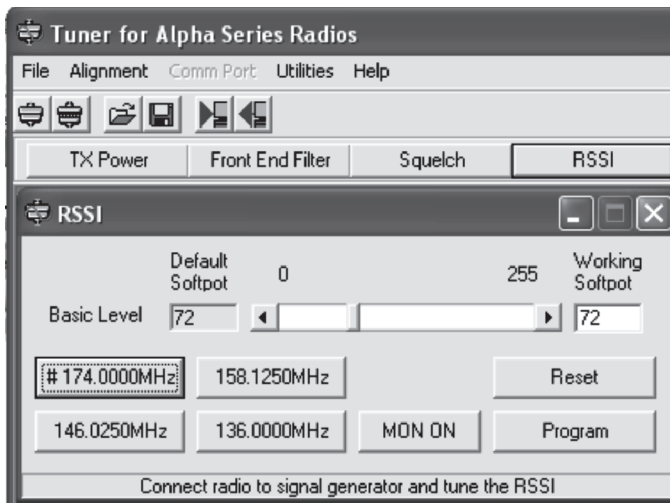 Tuner for Alpha Series Radios
File Alignment Comm Port Utilities Help
TX Power Front End Filter Squelch RSSI
RSSI
Default Softpot 0 255 Working Softpot
Basic Level 72 72
# 174.0000MHz 158.1250MHz Reset
146.0250MHz 136.0000MHz MON ON Program
Connect radio to signal generator and tune the RSSI